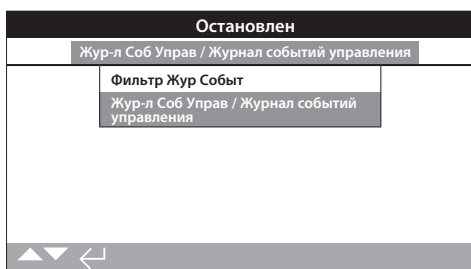 Остановлен
Жур-л Соб Управ / Журнал событий управления
Фильтр Жур Событ
Жур-л Соб Управ / Журнал событий
управления